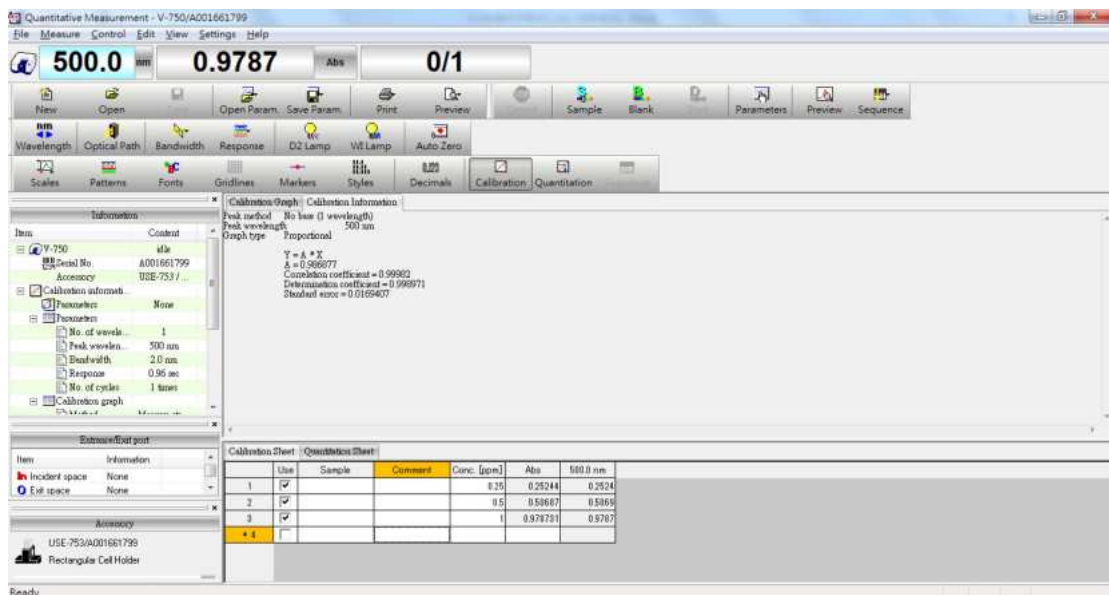 Quantitative Measurement - V-750/A001661799
File Measure Control Edit View Settings Help
500.0 nm 0.9787 Abs 0/1
New Open Open Param. Save Param. Print Preview Sample Blank Parameters Preview Sequence
Wavelength Optical Path Bandwidth Response D2 Lamp WI Lamp Auto Zero
Scales Patterns Fonts Gridlines Markers Styles Decimals Calibration Quantitation
Information
Item Content
V-750 idle
Serial No. A001661799
Accessory USE-753 / ...
Calibration informati...
Parameters None
Parameters
No. of wavele... 1
Peak wavelen... 500 nm
Bandwidth 2.0 nm
Response 0.96 sec
No. of cycles 1 times
Calibration graph
Entrance/Exit port
Item Information
In Incident space None
O Exit space None
Accessory
USE-753/A001661799
Rectangular Cell Holder
Calibration Graph Calibration Information
Peak method No base (1 wavelength)
Peak wavelength 500 nm
Graph type Proportional
Y = A * X
A = 0.986877
Correlation coefficient = 0.99982
Determination coefficient = 0.998971
Standard error = 0.0169407
Calibration Sheet Quantitation Sheet
Use Sample Comment Conc. [ppm] Abs 500.0 nm
1 0.25 0.25244 0.2524
2 0.5 0.50687 0.5069
3 1 0.978731 0.9787
* 4
Ready